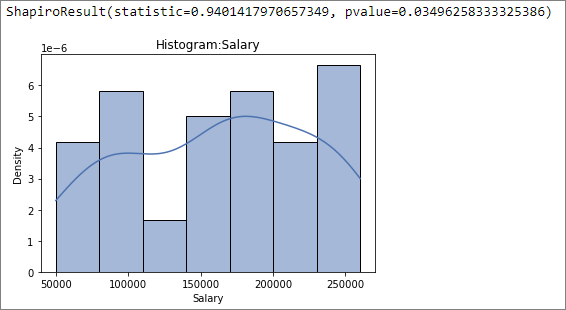 ShapiroResult(statistic=0.9401417970657349, pvalue=0.03496258333325386)
1e−6
Histogram:Salary
6
5
4
3
2
1
0
Density
50000 100000 150000 200000 250000
Salary